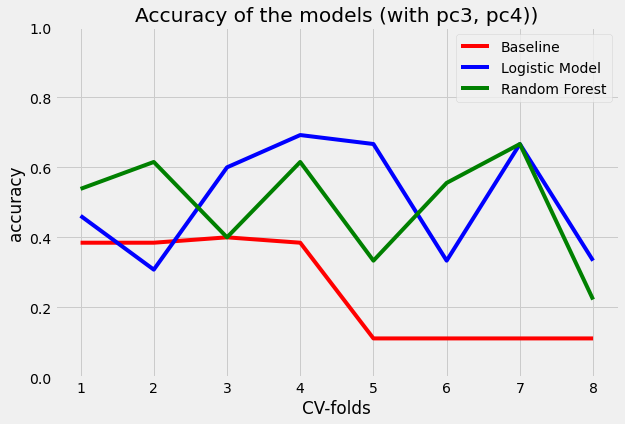 Accuracy of the models (with pc3, pc4))
1.0
0.8
0.6
0.4
0.2
0.0
accuracy
Baseline
Logistic Model
Random Forest
1 2 3 4 5 6 7 8
CV-folds